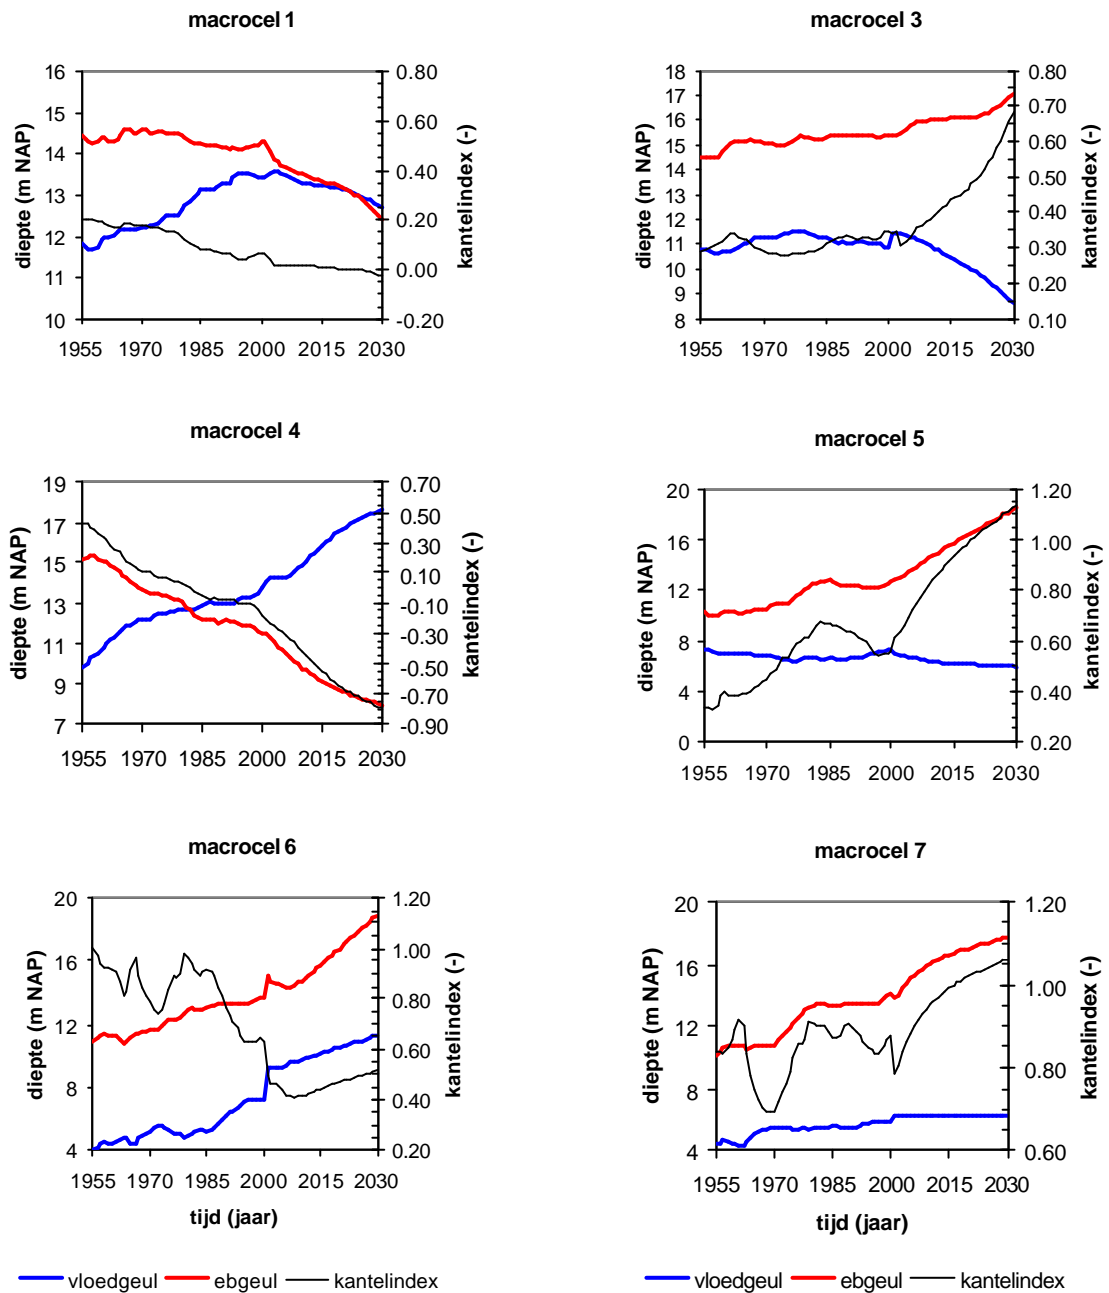 macrocel 1
diepte (m NAP)
16
15
14
13
12
11
10
0.80
0.60
0.40
0.20
0.00
-0.20
kantelindex (-)
1955 1970 1985 2000 2015 2030
macrocel 3
diepte (m NAP)
18
17
16
15
14
13
12
11
10
9
8
0.80
0.70
0.60
0.50
0.40
0.30
0.20
0.10
kantelindex (-)
1955 1970 1985 2000 2015 2030
macrocel 4
diepte (m NAP)
19
17
15
13
11
9
7
0.70
0.50
0.30
0.10
-0.10
-0.30
-0.50
-0.70
-0.90
kantelindex (-)
1955 1970 1985 2000 2015 2030
macrocel 5
diepte (m NAP)
20
16
12
8
4
0
1.20
1.00
0.80
0.60
0.40
0.20
kantelindex (-)
1955 1970 1985 2000 2015 2030
macrocel 6
diepte (m NAP)
20
16
12
8
4
1.20
1.00
0.80
0.60
0.40
0.20
kantelindex (-)
1955 1970 1985 2000 2015 2030
tijd (jaar)
macrocel 7
diepte (m NAP)
20
16
12
8
4
1.20
1.00
0.80
0.60
kantelindex (-)
1955 1970 1985 2000 2015 2030
tijd (jaar)
vloedgeul ebgeul kantelindex
vloedgeul ebgeul kantelindex